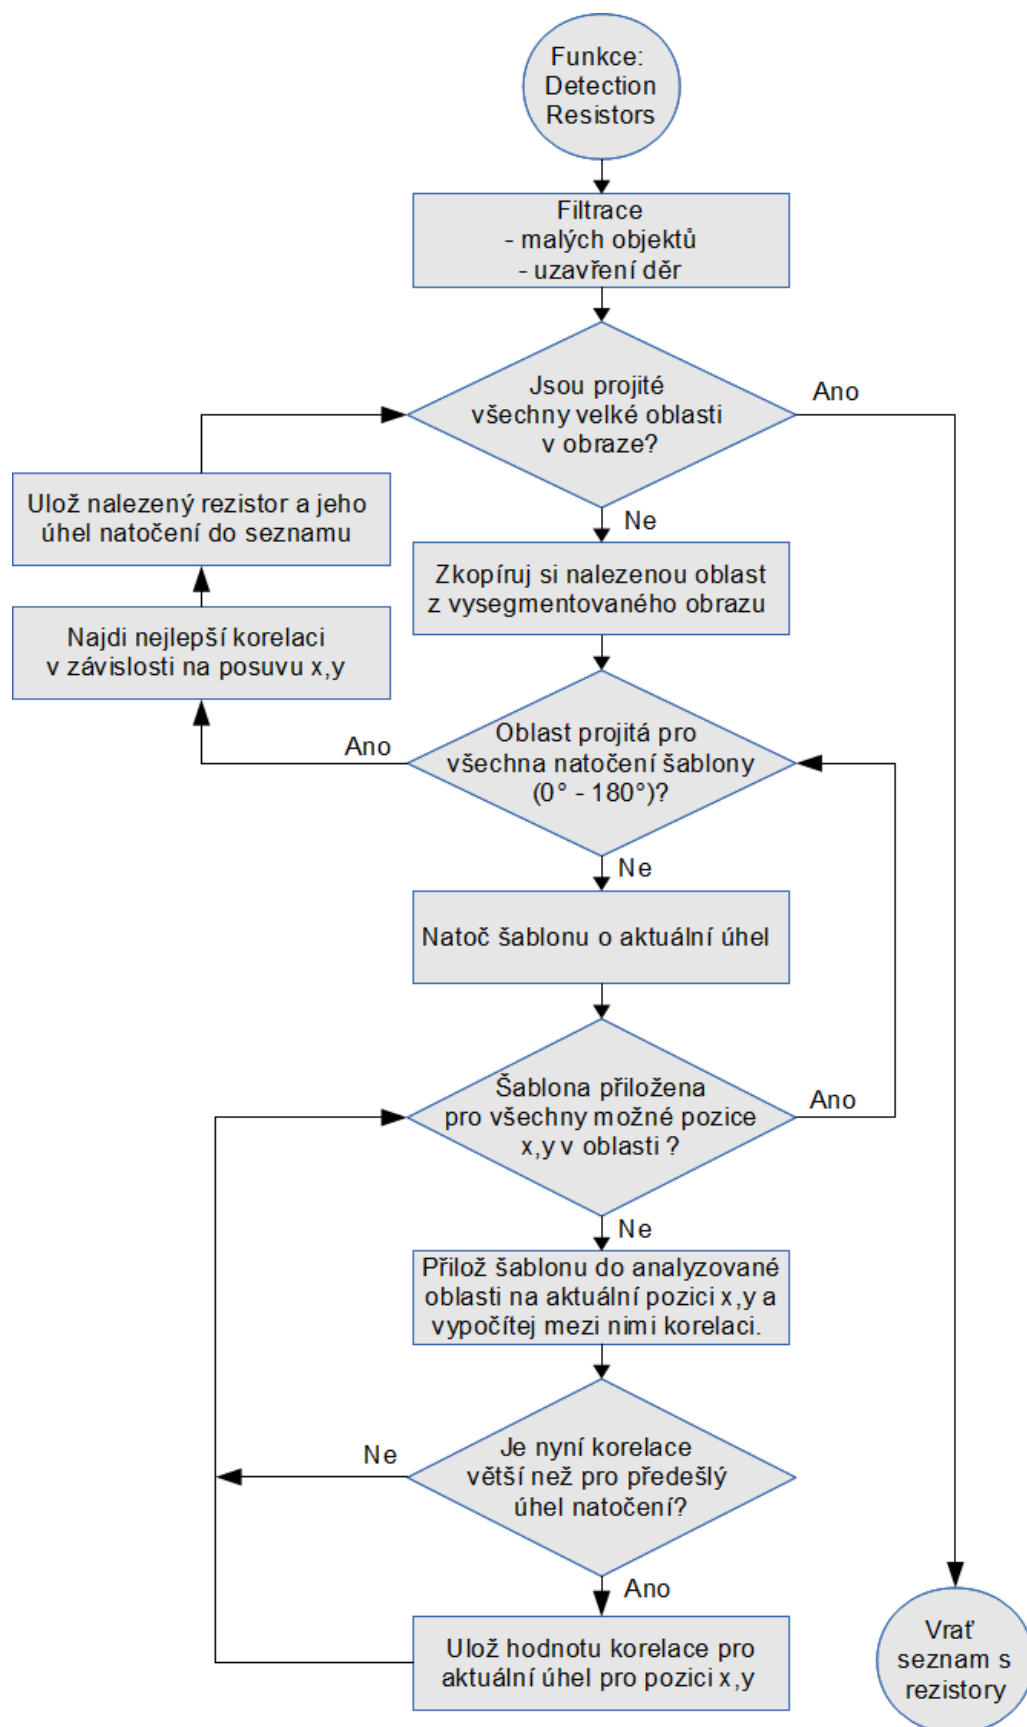 Funkce:
Detection
Resistors
Filtrace
- malých objektů
- uzavření děr
Jsou projité
všechny velké oblasti
v obraze?
Ano
Ne
Ulož nalezený rezistor a jeho
úhel natočení do seznamu
Zkopíruj si nalezenou oblast
z vysegmentovaného obrazu
Najdi nejlepší korelaci
v závislosti na posuvu x,y
Oblast projitá pro
všechna natočení šablony
(0° - 180°)?
Ano
Ne
Natoč šablonu o aktuální úhel
Šablona přiložena
pro všechny možné pozice
x,y v oblasti ?
Ano
Ne
Přilož šablonu do analyzované
oblasti na aktuální pozici x,y a
vypočítej mezi nimi korelaci.
Je nyní korelace
větší než pro předešlý
úhel natočení?
Ne
Ano
Ulož hodnotu korelace pro
aktuální úhel pro pozici x,y
Vrať
seznam s
rezistory